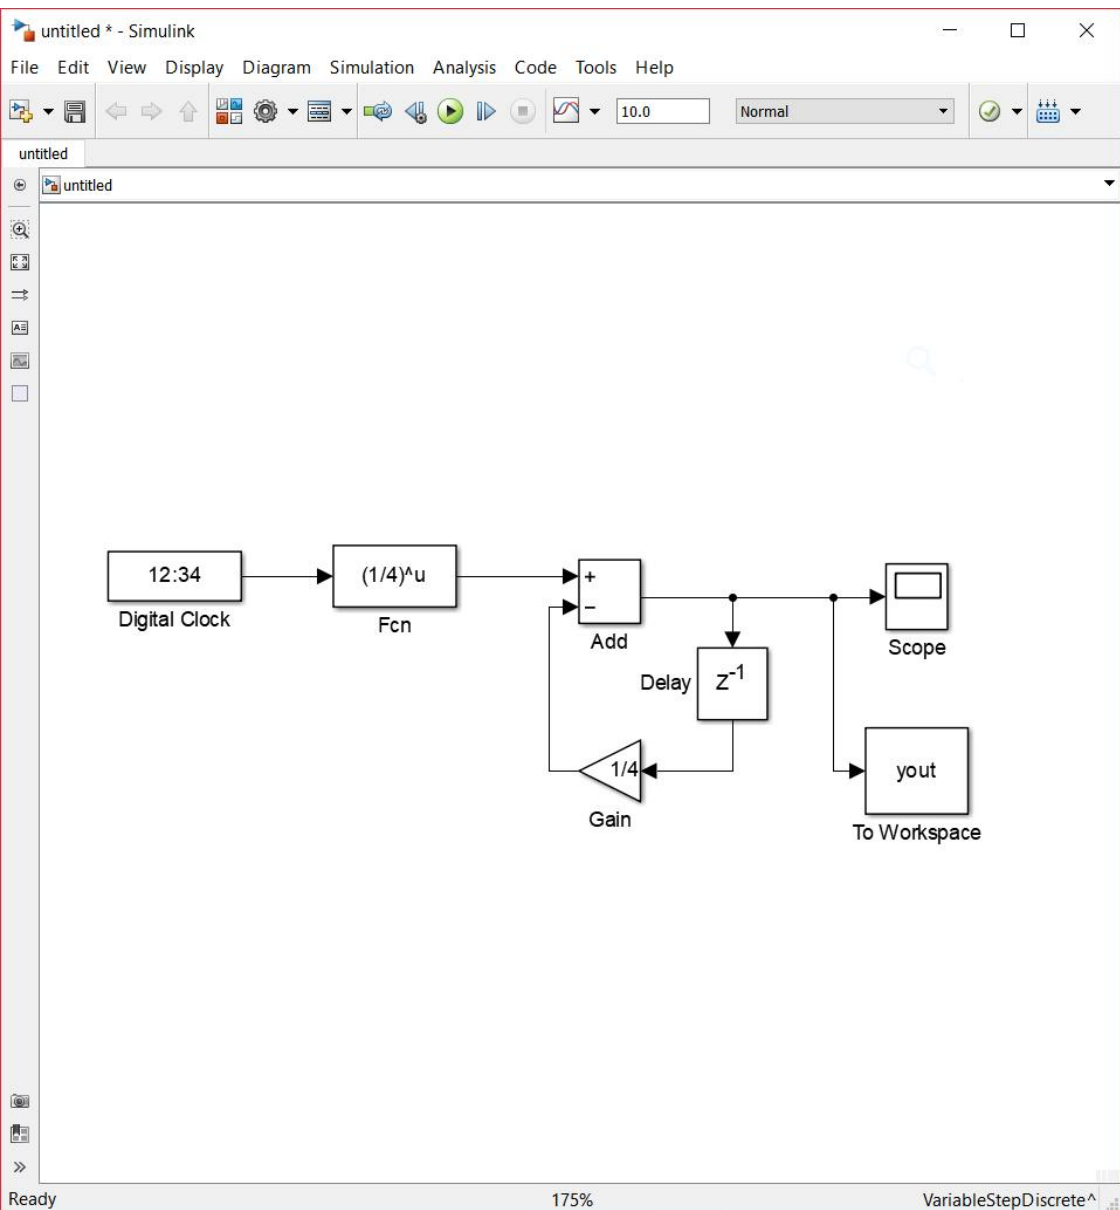 untitled * - Simulink
File Edit View Display Diagram Simulation Analysis Code Tools Help
10.0 Normal
untitled
untitled
12:34
Digital Clock
(1/4)^u
Fcn
+
−
Add
Scope
Delay
z-1
1/4
Gain
yout
To Workspace
Ready 175% VariableStepDiscrete^